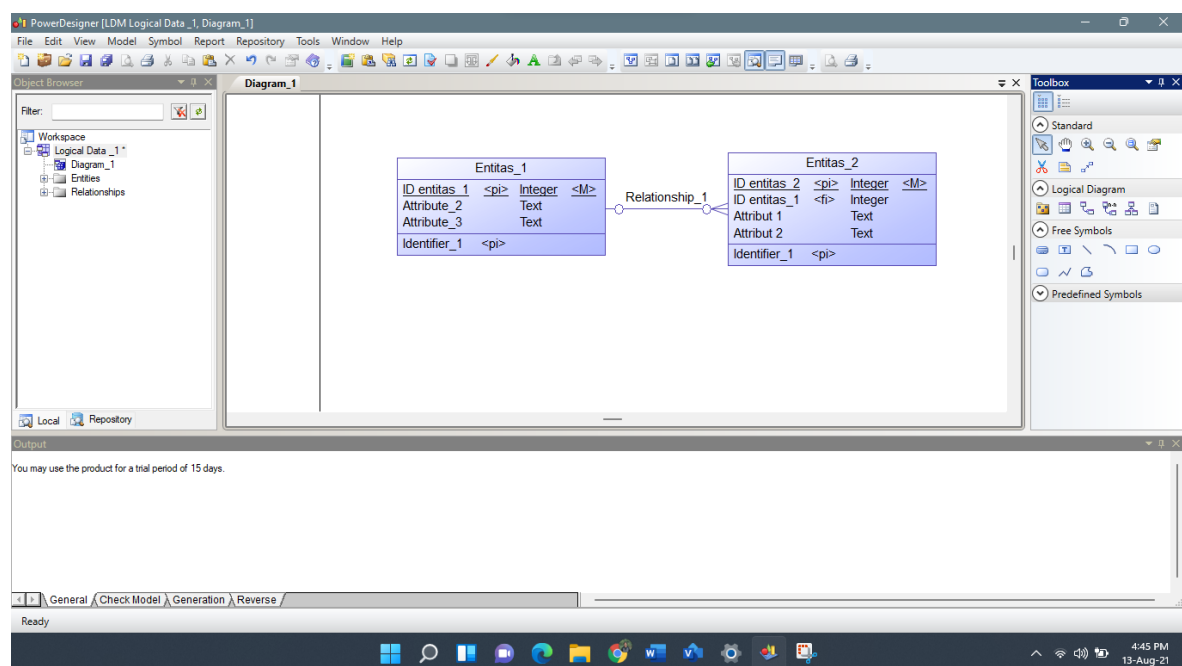 PowerDesigner [LDM Logical Data _1, Diagram_1]
File Edit View Model Symbol Report Repository Tools Window Help
Object Browser
Diagram_1
Toolbox
Filter:
Workspace
Logical Data _1 *
Diagram_1
Entities
Relationships
Entitas_1
ID entitas_1 <pi> Integer <M>
Attribute_2 Text
Attribute_3 Text
Identifier_1 <pi>
Relationship_1
Entitas_2
ID entitas_2 <pi> Integer <M>
ID entitas_1 <fi> Integer
Attribut 1 Text
Attribut 2 Text
Identifier_1 <pi>
Standard
Logical Diagram
Free Symbols
Predefined Symbols
Local Repository
Output
You may use the product for a trial period of 15 days.
General Check Model Generation Reverse
Ready
4:45 PM
13-Aug-21